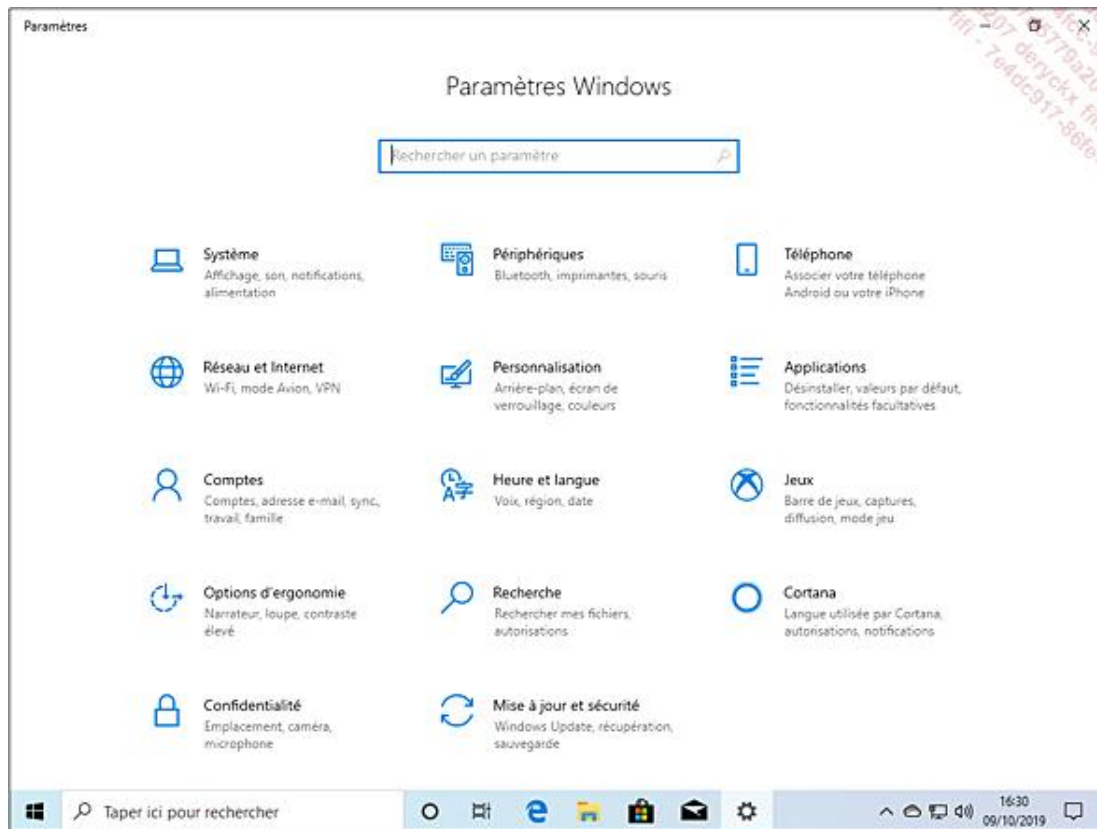 Paramètres
Paramètres Windows
Rechercher un paramètre
Système
Affichage, son, notifications,
alimentation
Périphériques
Bluetooth, imprimantes, souris
Téléphone
Associer votre téléphone
Android ou votre iPhone
Réseau et Internet
Wi-Fi, mode Avion, VPN
Personnalisation
Arrière-plan, écran de
verrouillage, couleurs
Applications
Désinstaller, valeurs par défaut,
fonctionnalités facultatives
Comptes
Comptes, adresse e-mail, sync.,
travail, famille
Heure et langue
Voix, région, date
Jeux
Barre de jeux, captures,
diffusion, mode jeu
Options d'ergonomie
Narrateur, loupe, contraste
élevé
Recherche
Rechercher mes fichiers,
autorisations
Cortana
Langue utilisée par Cortana,
autorisations, notifications
Confidentialité
Emplacement, caméra,
microphone
Mise à jour et sécurité
Windows Update, récupération,
sauvegarde
Taper ici pour rechercher
16:30
09/10/2019